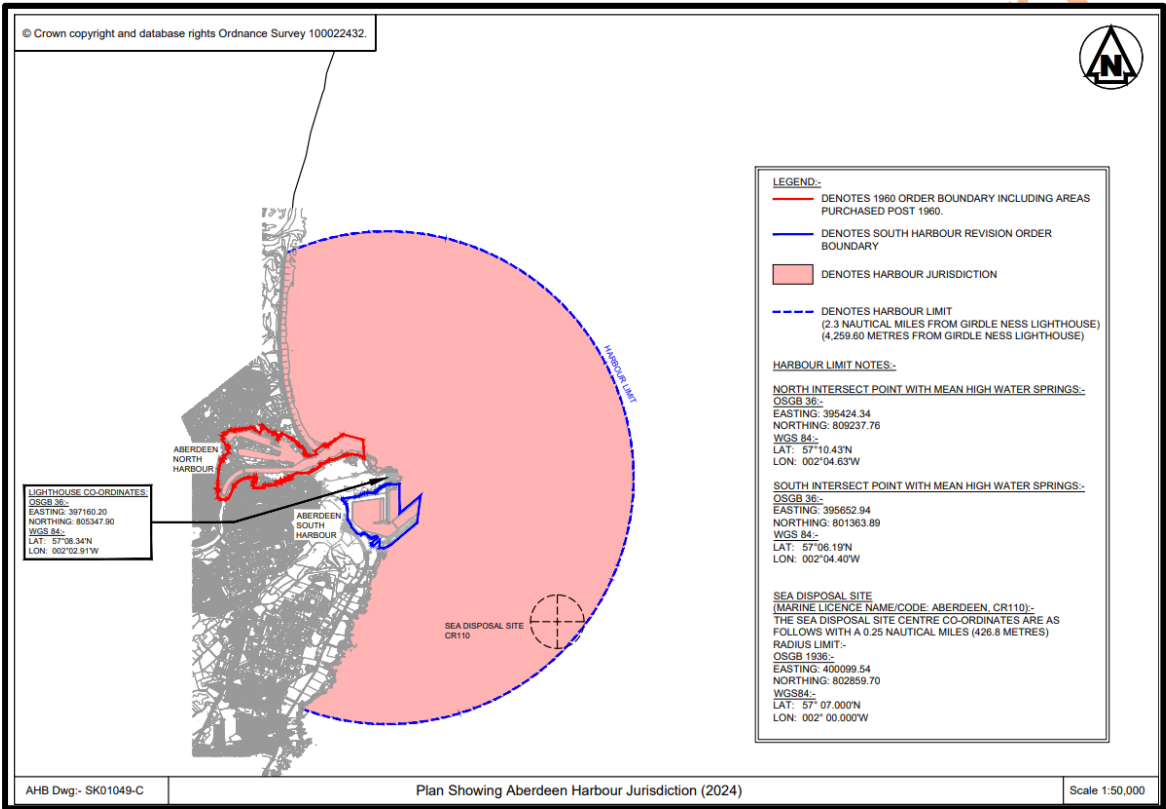 © Crown copyright and database rights Ordnance Survey 100022432.
N
LEGEND:-
DENOTES 1960 ORDER BOUNDARY INCLUDING AREAS
PURCHASED POST 1960.
DENOTES SOUTH HARBOUR REVISION ORDER
BOUNDARY
DENOTES HARBOUR JURISDICTION
DENOTES HARBOUR LIMIT
(2.3 NAUTICAL MILES FROM GIRDLE NESS LIGHTHOUSE)
(4,259.60 METRES FROM GIRDLE NESS LIGHTHOUSE)
HARBOUR LIMIT NOTES:-
NORTH INTERSECT POINT WITH MEAN HIGH WATER SPRINGS:-
OSGB 36:-
EASTING: 395424.34
NORTHING: 809237.76
WGS 84:-
LAT: 57°10.43'N
LON: 002°04.63'W
SOUTH INTERSECT POINT WITH MEAN HIGH WATER SPRINGS:-
OSGB 36:-
EASTING: 395652.94
NORTHING: 801363.89
WGS 84:-
LAT: 57°06.19'N
LON: 002°04.40'W
SEA DISPOSAL SITE
(MARINE LICENCE NAME/CODE: ABERDEEN, CR110):-
THE SEA DISPOSAL SITE CENTRE CO-ORDINATES ARE AS
FOLLOWS WITH A 0.25 NAUTICAL MILES (426.8 METRES)
RADIUS LIMIT:-
OSGB 1936:-
EASTING: 400099.54
NORTHING: 802859.70
WGS84:-
LAT: 57° 07.000'N
LON: 002° 00.000'W
HARBOUR LIMIT
ABERDEEN
NORTH
HARBOUR
LIGHTHOUSE CO-ORDINATES:
OSGB 36:-
EASTING: 397160.20
NORTHING: 805347.90
WGS 84:-
LAT: 57°08.34'N
LON: 002°02.91'W
ABERDEEN
SOUTH
HARBOUR
SEA DISPOSAL SITE
CR110
AHB Dwg:- SK01049-C
Plan Showing Aberdeen Harbour Jurisdiction (2024)
Scale 1:50,000